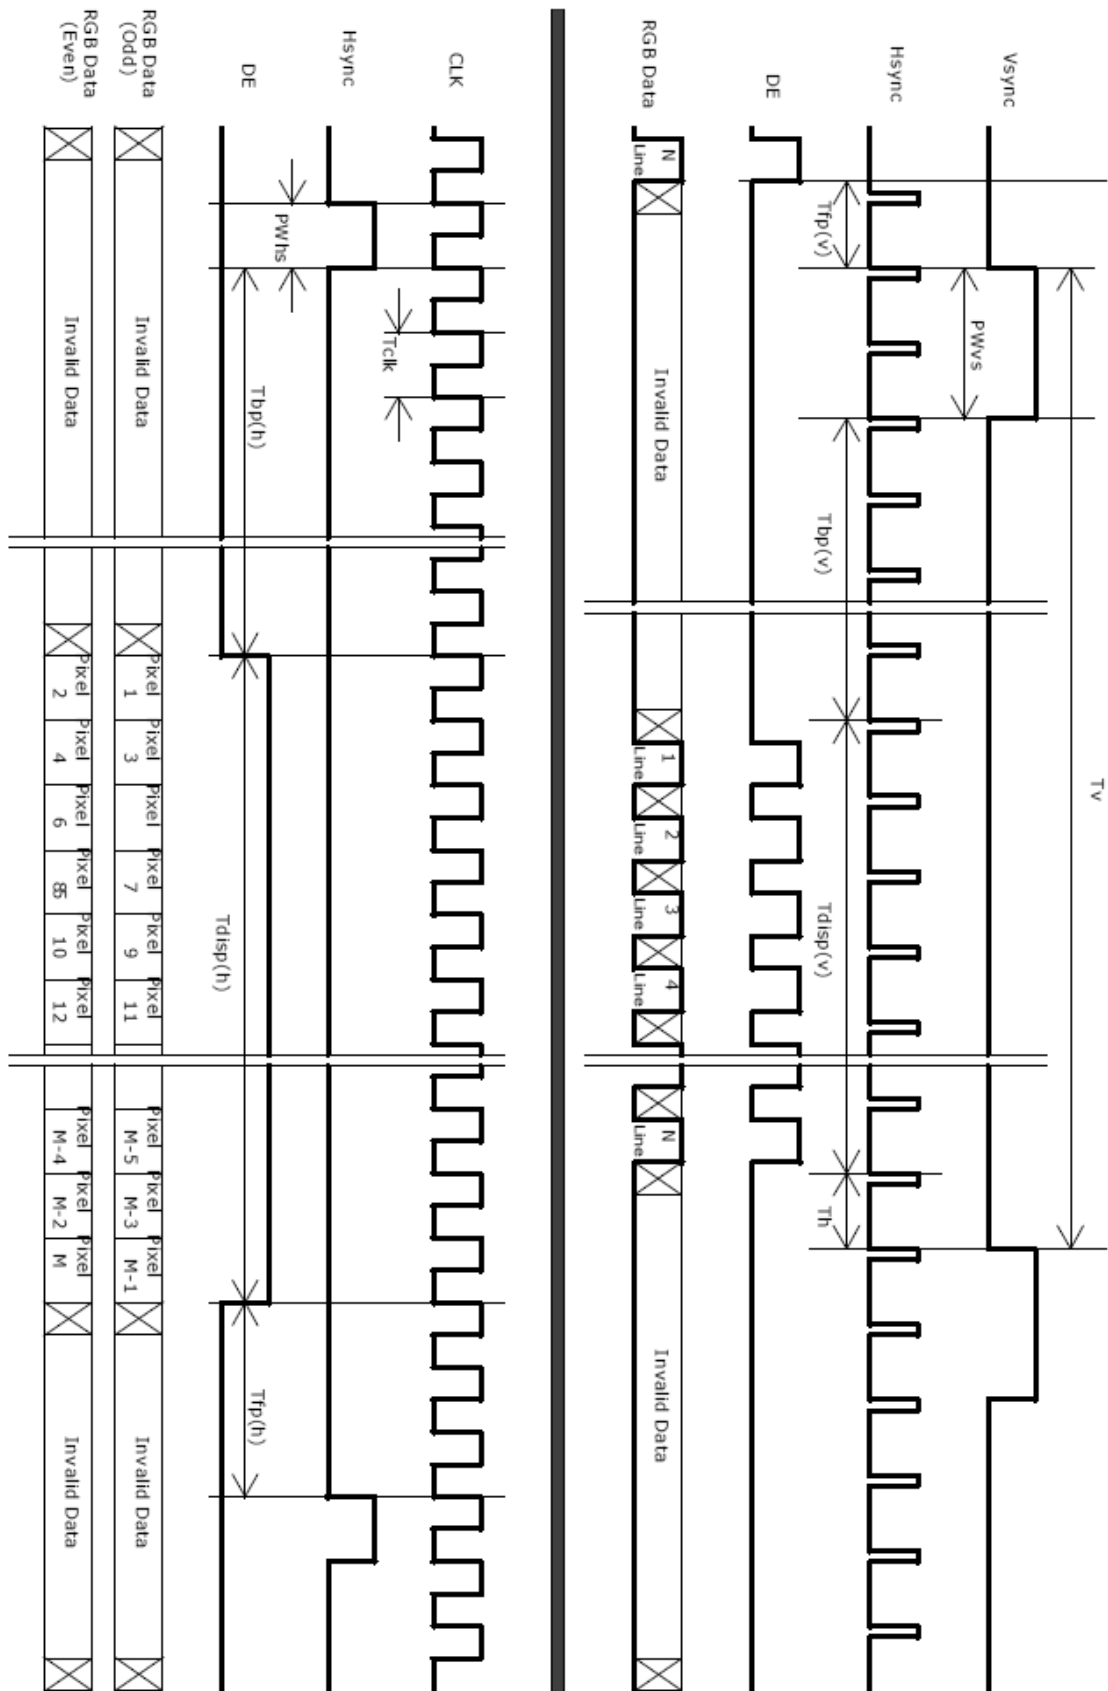 Vsync
Tv
PWvs
Hsync
Tfp(v)
Tbp(v)
Tdisp(v)
Th
DE
RGB Data
N
Line
Invalid Data
1
Line
2
Line
3
Line
4
Line
N
Line
Invalid Data
CLK
Tclk
Hsync
PWhs
DE
Tbp(h)
Tdisp(h)
Tfp(h)
RGB Data
(Odd)
Invalid Data
Pixel
1
Pixel
3
Pixel
Pixel
7
Pixel
9
Pixel
11
Pixel
M-5
Pixel
M-3
Pixel
M-1
Invalid Data
RGB Data
(Even)
Invalid Data
Pixel
2
Pixel
4
Pixel
6
Pixel
Pixel
10
Pixel
12
Pixel
M-4
Pixel
M-2
Pixel
M
Invalid Data